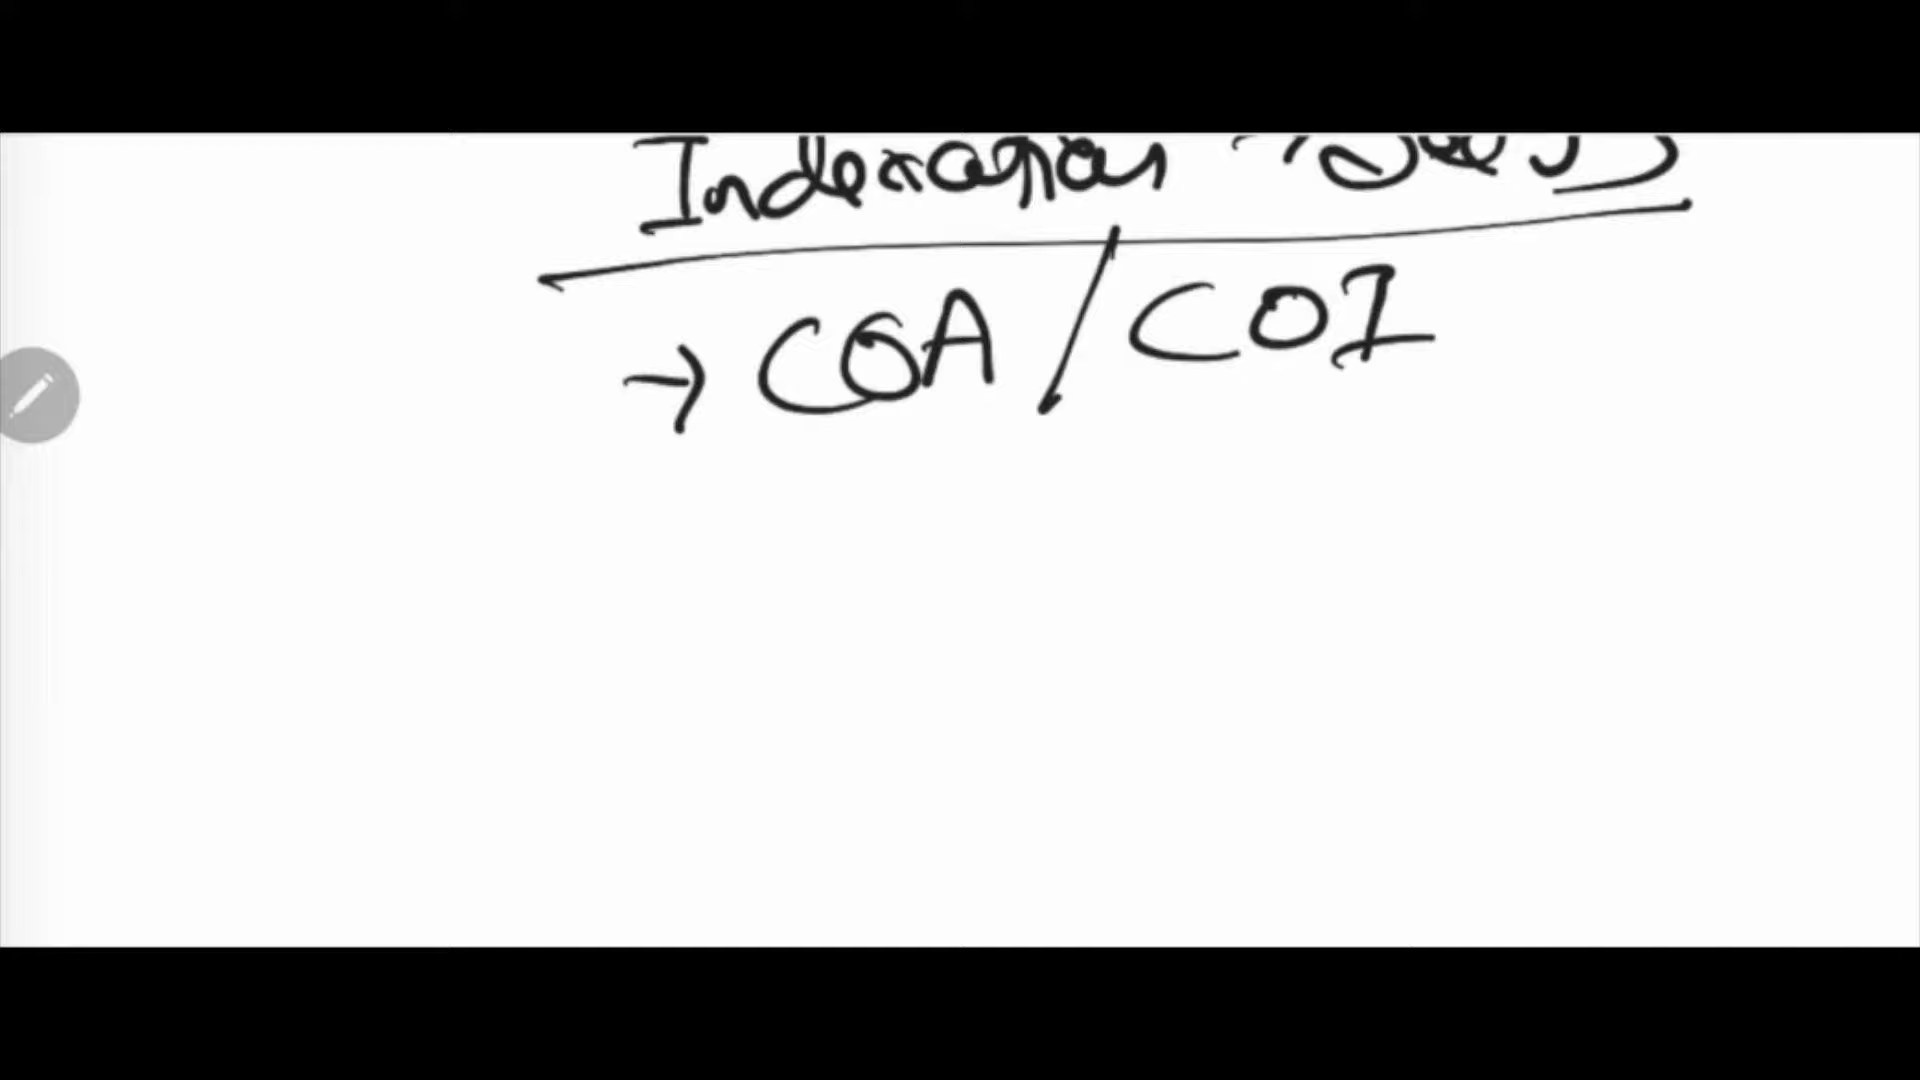 Indexation →
→ COA / COI